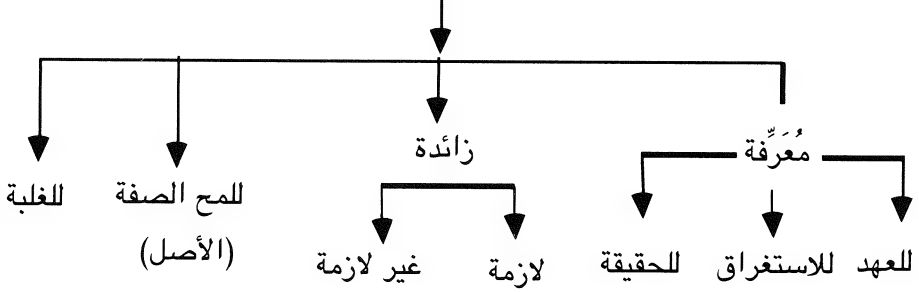 مُعَرِّفة
زائدة
للمح الصفة
(الأصل)
للغلبة
للعهد
للاستغراق
للحقيقة
لازمة
غير لازمة